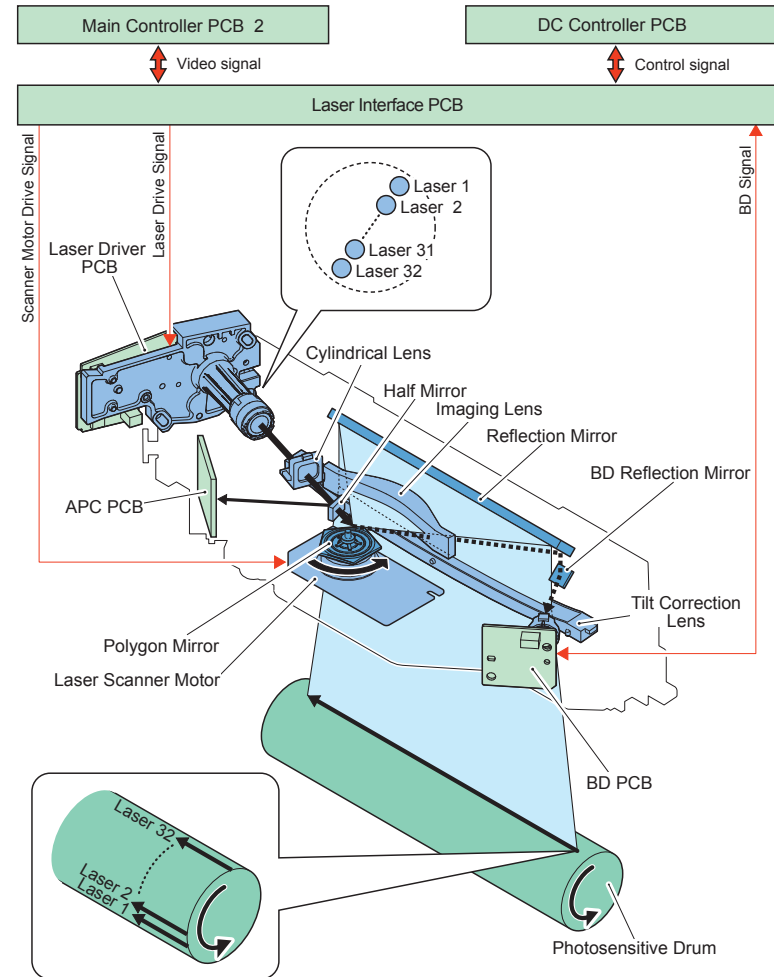 Main Controller PCB 2
DC Controller PCB
Video signal
Control signal
Laser Interface PCB
Scanner Motor Drive Signal
Laser Drive Signal
BD Signal
Laser 1
Laser 2
Laser 31
Laser 32
Laser Driver
PCB
Cylindrical Lens
Half Mirror
Imaging Lens
Reflection Mirror
BD Reflection Mirror
APC PCB
Tilt Correction
Lens
Polygon Mirror
Laser Scanner Motor
BD PCB
Laser 32
Laser 2
Laser 1
Photosensitive Drum